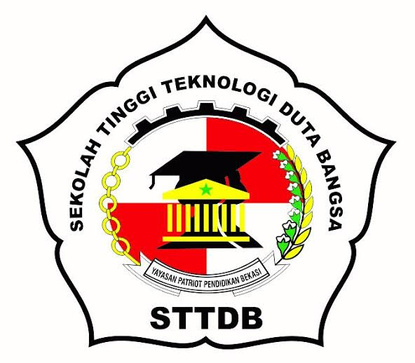 SEKOLAH TINGGI TEKNOLOGI DUTA BANGSA
YAYASAN PATRIOT PENDIDIKAN BEKASI
STTDB